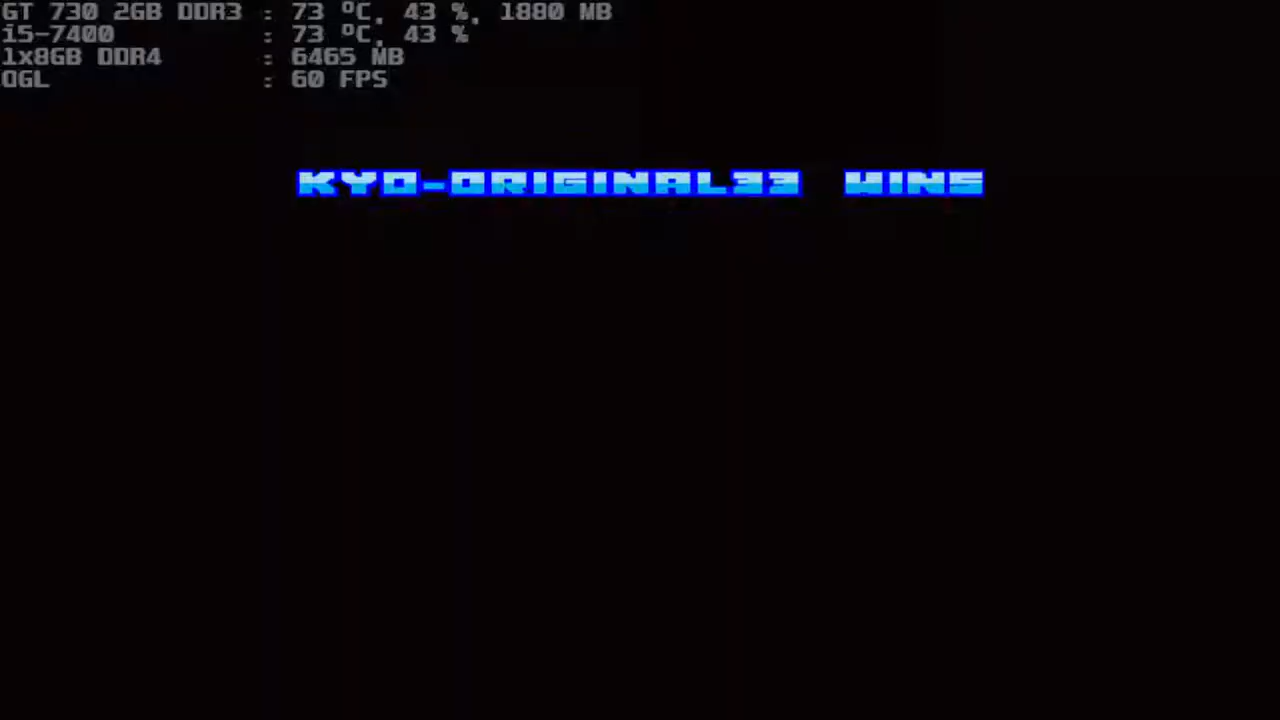 GT 730 2GB DDR3 : 73 ºC, 43 %, 1880 MB
i5-7400 : 73 ºC, 43 %
1x8GB DDR4 : 6465 MB
OGL : 60 FPS
KYO-ORIGINAL33 WINS